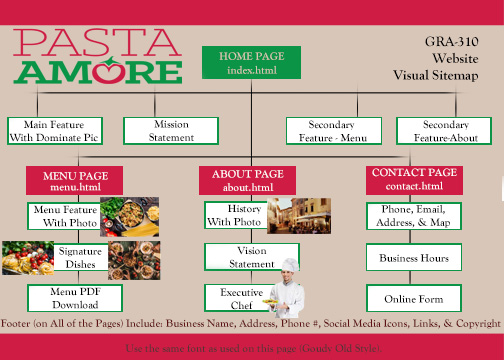 PASTA
AMORE
HOME PAGE
index.html
GRA-310
Website
Visual Sitemap
Main Feature
With Dominate Pic
Mission
Statement
Secondary
Feature - Menu
Secondary
Feature-About
MENU PAGE
menu.html
ABOUT PAGE
about.html
CONTACT PAGE
contact.html
Menu Feature
With Photo
History
With Photo
Phone, Email,
Address, & Map
Signature
Dishes
Vision
Statement
Business Hours
Menu PDF
Download
Executive
Chef
Online Form
Footer (on All of the Pages) Include: Business Name, Address, Phone #, Social Media Icons, Links, & Copyright
Use the same font as used on this page (Goudy Old Style).